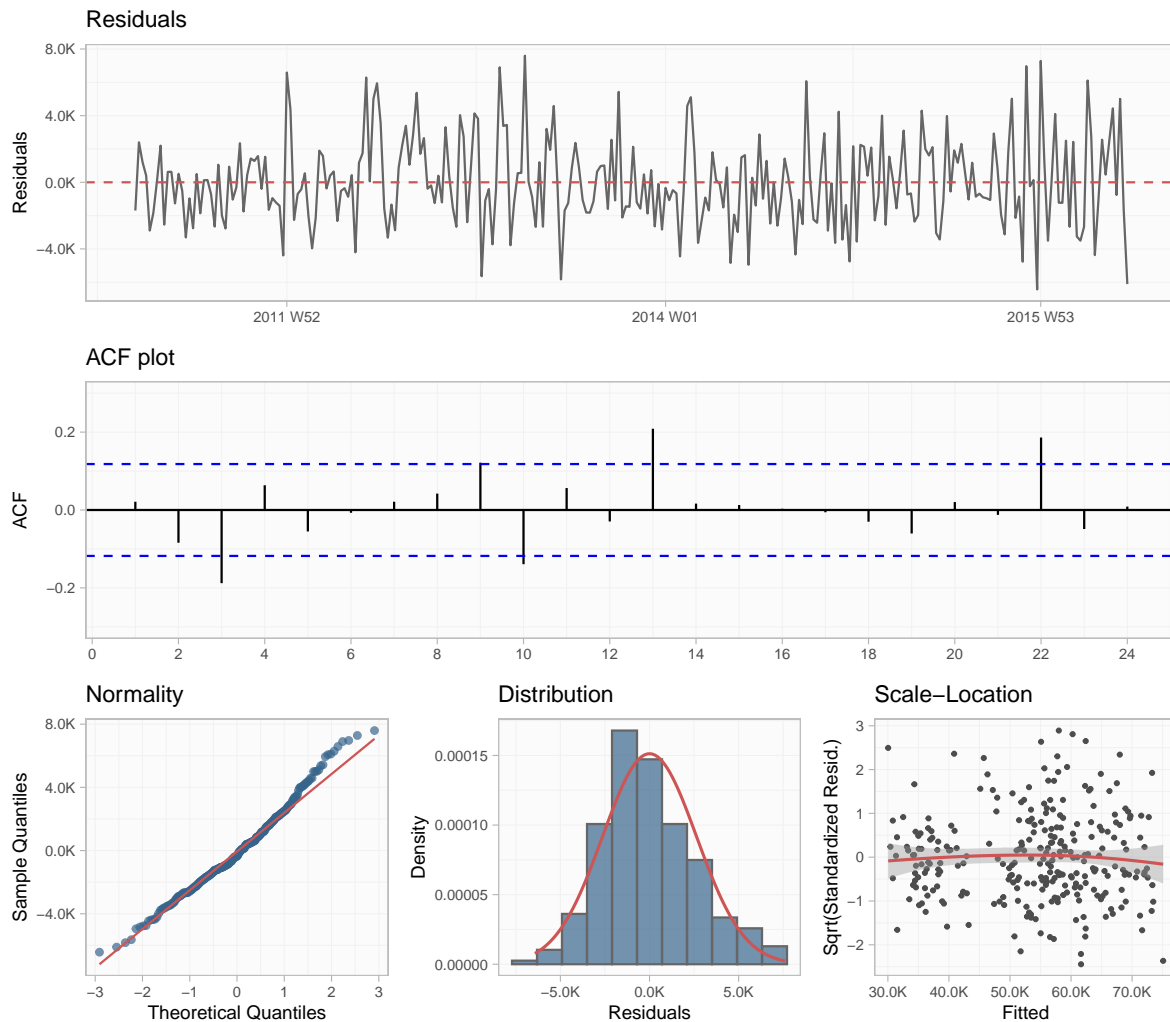 Residuals
8.0K
4.0K
0.0K
−4.0K
Residuals
2011 W52
2014 W01
2015 W53
ACF plot
0.2
0.0
−0.2
ACF
0 2 4 6 8 10 12 14 16 18 20 22 24
Normality
8.0K
4.0K
0.0K
−4.0K
Sample Quantiles
−3 −2 −1 0 1 2 3
Theoretical Quantiles
Distribution
0.00015
0.00010
0.00005
0.00000
Density
−5.0K 0.0K 5.0K
Residuals
Scale−Location
3
2
1
0
−1
−2
Sqrt(Standardized Resid.)
30.0K 40.0K 50.0K 60.0K 70.0K
Fitted